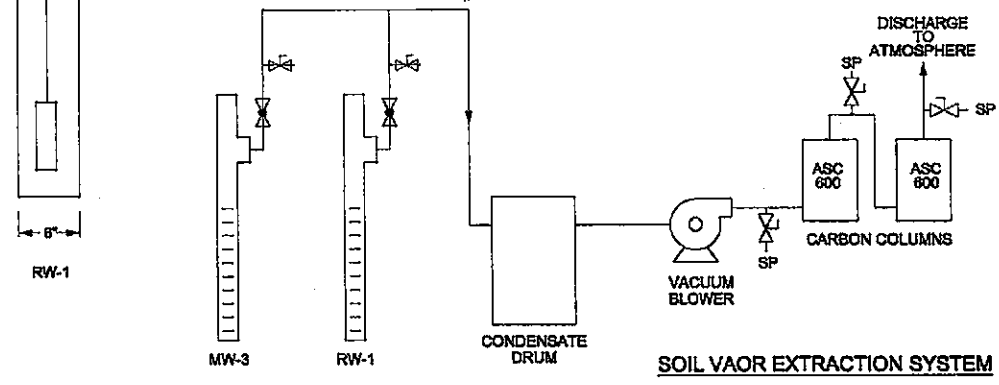 DISCHARGE
TO
ATMOSPHERE
SP
SP
ASC
600
ASC
600
CARBON COLUMNS
6"
RW-1
SP
VACUUM
BLOWER
CONDENSATE
DRUM
MW-3
RW-1
SOIL VAOR EXTRACTION SYSTEM